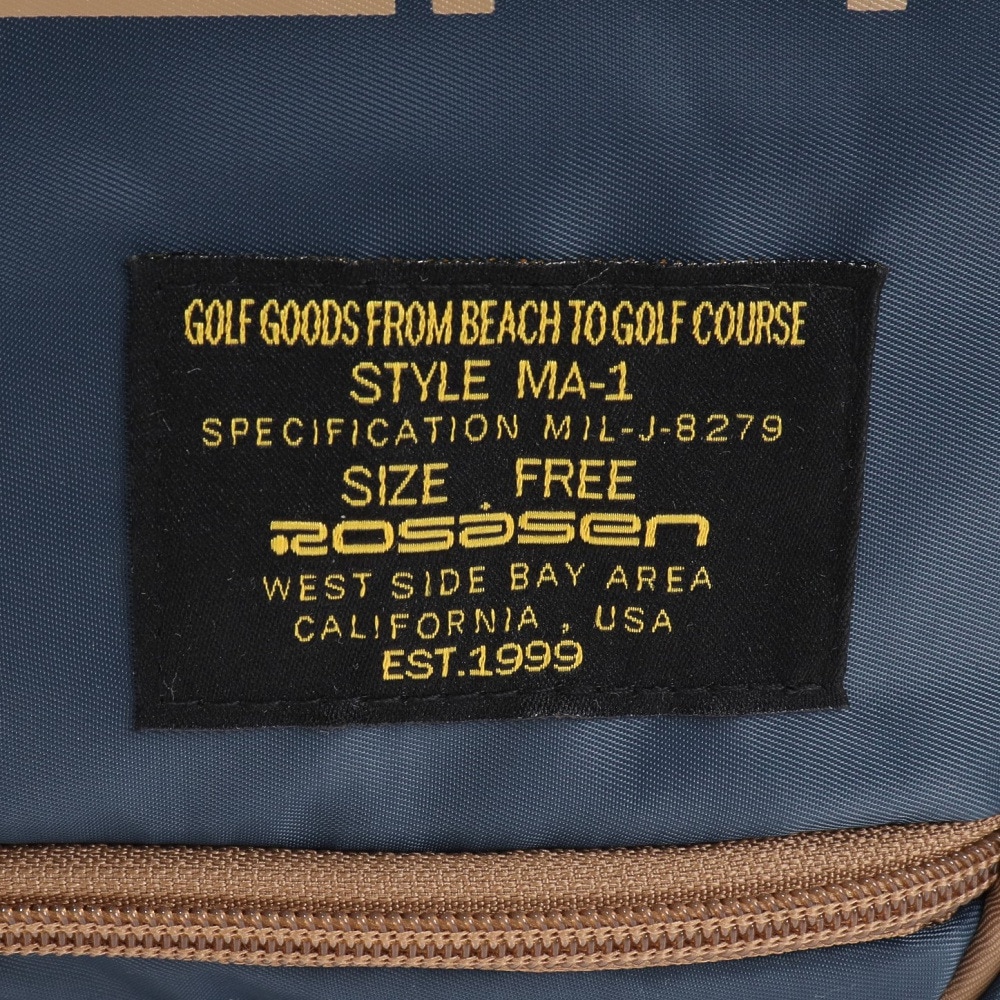 GOLF GOODS FROM BEACH TO GOLF COURSE
STYLE MA-1
SPECIFICATION MIL-J-8279
SIZE FREE
ROSASEN
WEST SIDE BAY AREA
CALIFORNIA , USA
EST.1999